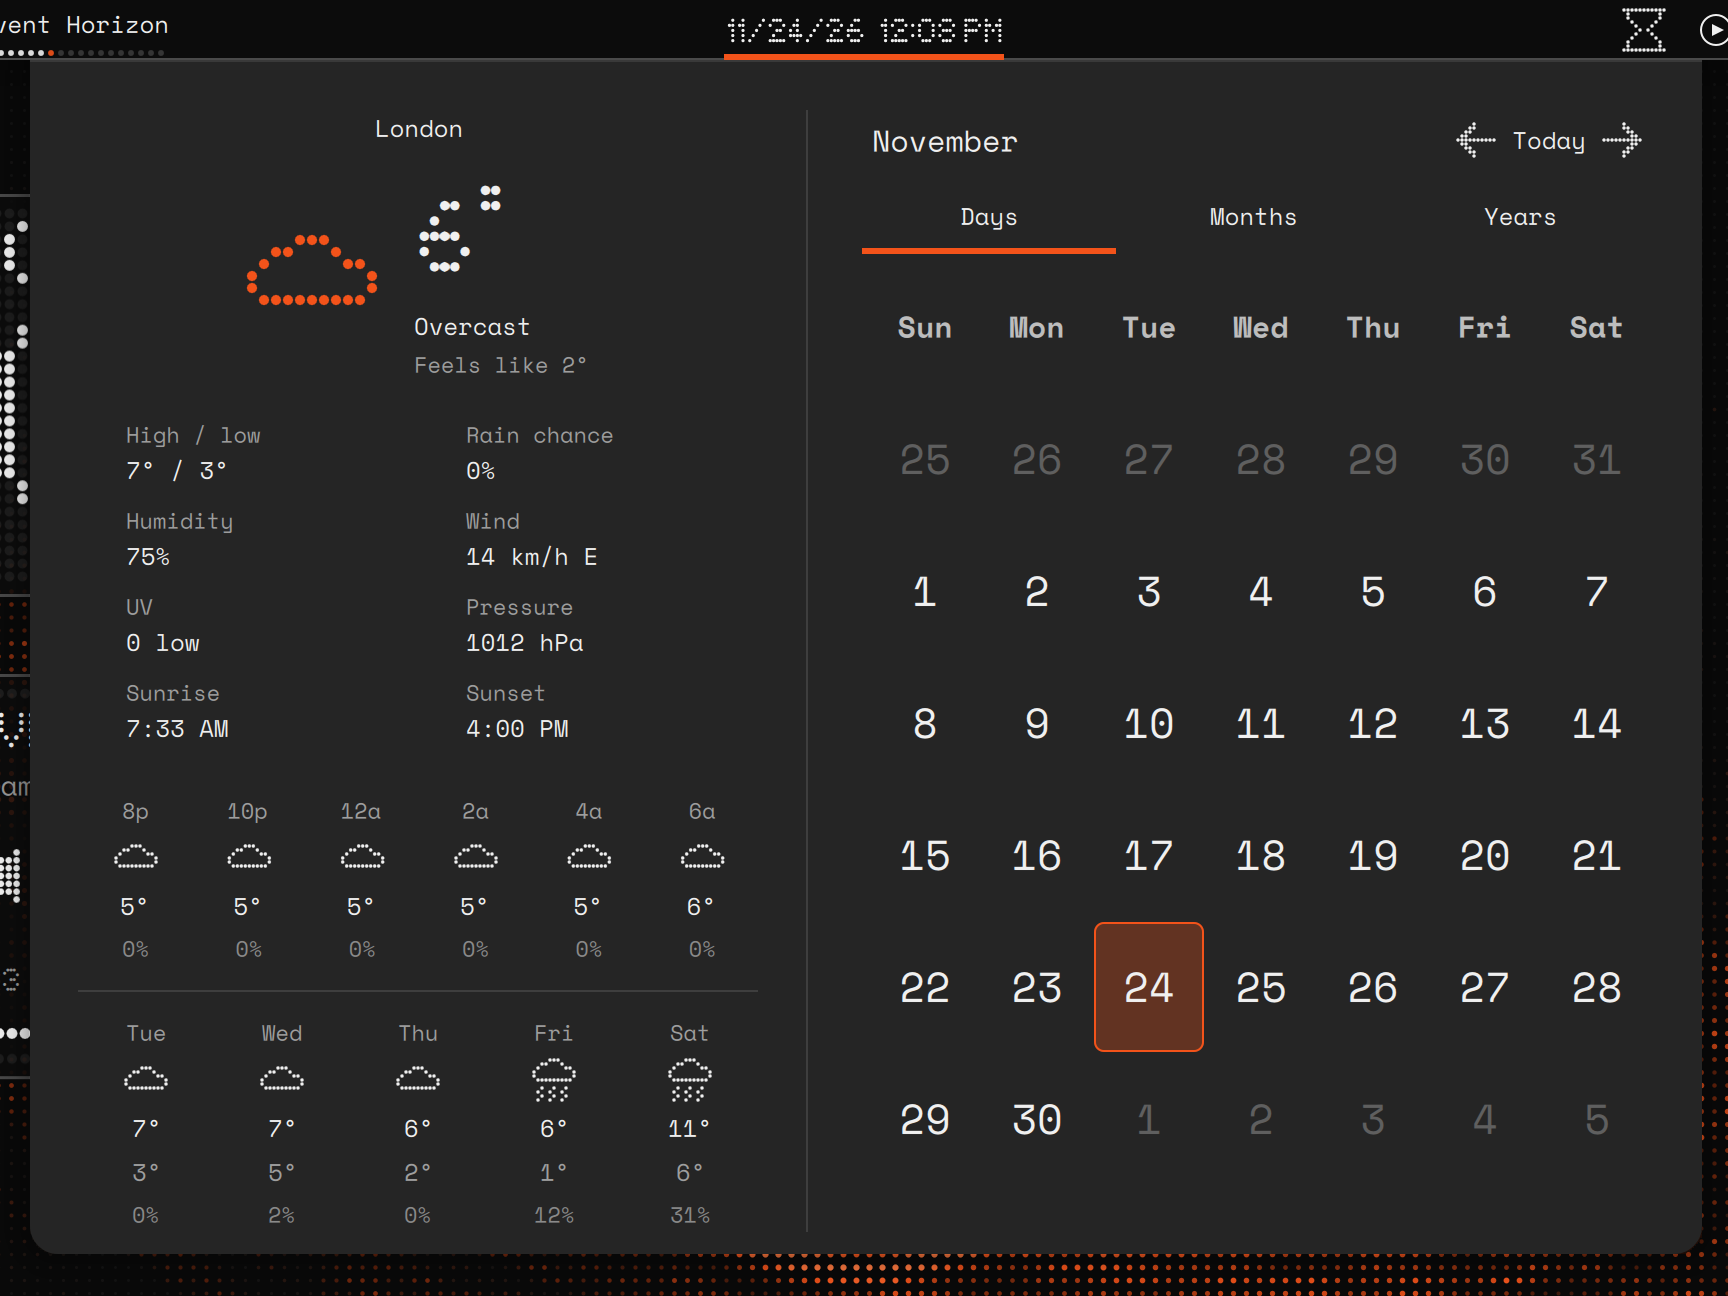 vent Horizon
11/24/26 12:08 PM
London
6°
Overcast
Feels like 2°
High / low
7° / 3°
Rain chance
0%
Humidity
75%
Wind
14 km/h E
UV
0 low
Pressure
1012 hPa
Sunrise
7:33 AM
Sunset
4:00 PM
8p 10p 12a 2a 4a 6a
5° 5° 5° 5° 5° 6°
0% 0% 0% 0% 0% 0%
Tue Wed Thu Fri Sat
7° 7° 6° 6° 11°
3° 5° 2° 1° 6°
0% 2% 0% 12% 31%
November
Today
Days Months Years
Sun Mon Tue Wed Thu Fri Sat
25 26 27 28 29 30 31
1 2 3 4 5 6 7
8 9 10 11 12 13 14
15 16 17 18 19 20 21
22 23 24 25 26 27 28
29 30 1 2 3 4 5